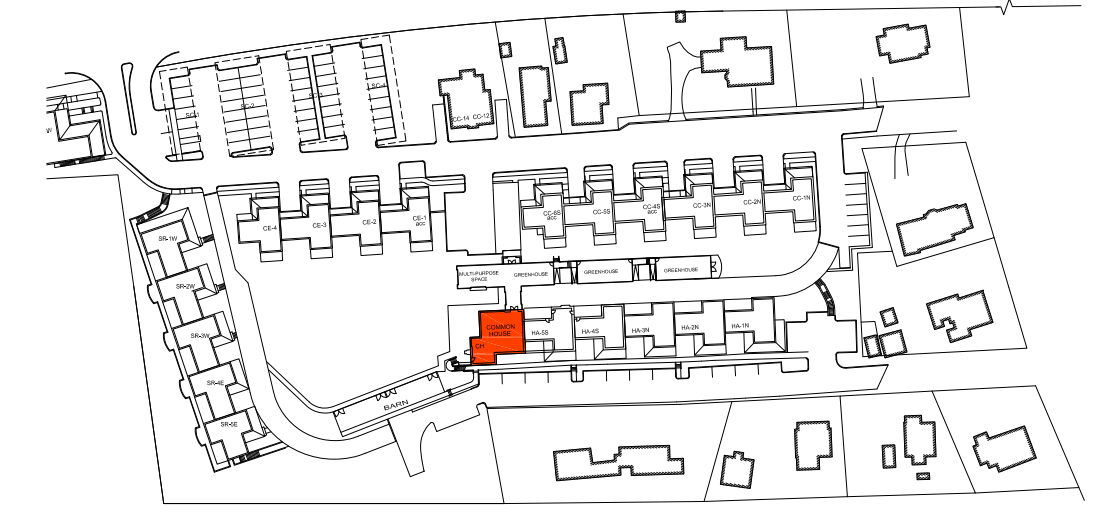 SC-1
SC-2
SC-4
CC-14 CC-12
W
CE-4
CE-3
CE-2
CE-1
acc
CC-6S
acc
CC-5S
CC-4S
acc
CC-3N
CC-2N
CC-1N
SR-1W
SR-2W
SR-3W
SR-4E
SR-5E
MULTI-PURPOSE
SPACE
GREENHOUSE
GREENHOUSE
GREENHOUSE
COMMON
HOUSE
CH
HA-5S
HA-4S
HA-3N
HA-2N
HA-1N
BARN